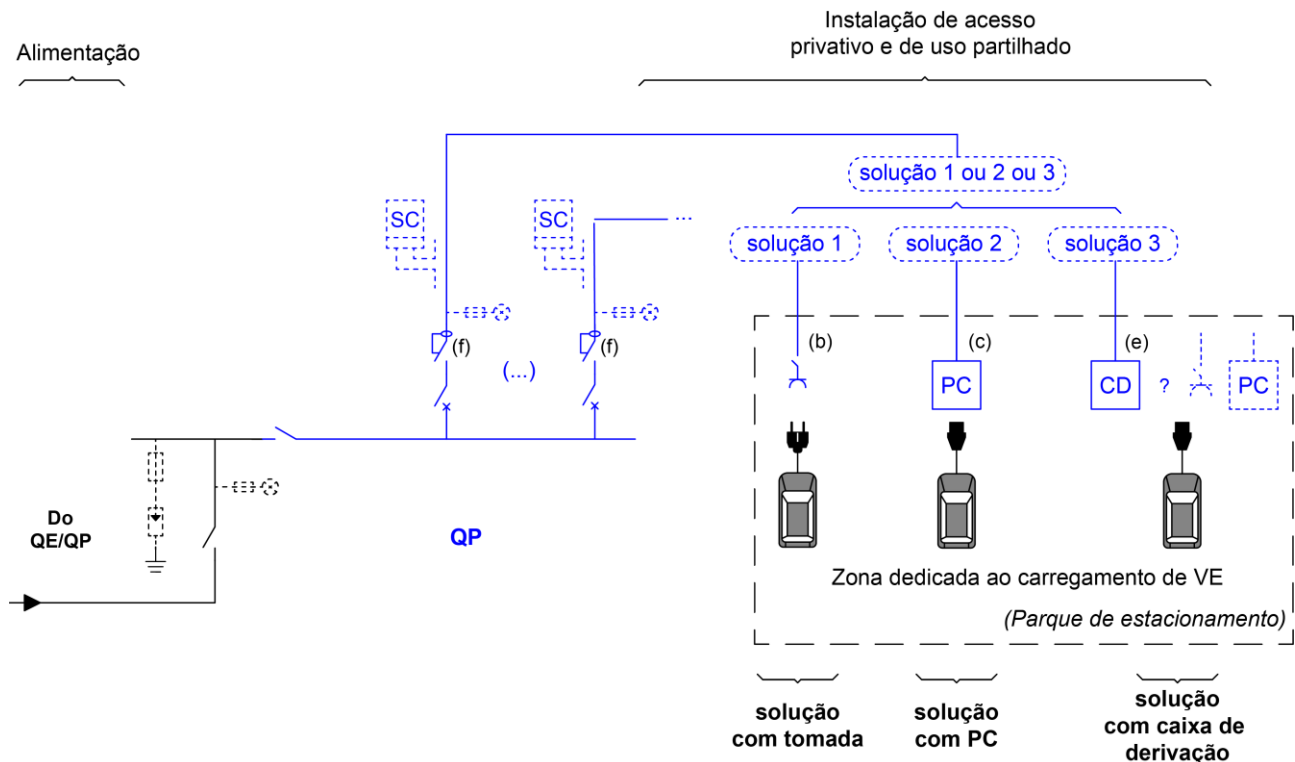 Instalação de acesso
privativo e de uso partilhado
Alimentação
solução 1 ou 2 ou 3
SC
SC
...
solução 1
solução 2
solução 3
(f)
(...)
(f)
(b)
(c)
(e)
PC
CD
?
PC
Do
QE/QP
QP
Zona dedicada ao carregamento de VE
(Parque de estacionamento)
solução
com tomada
solução
com PC
solução
com caixa de
derivação